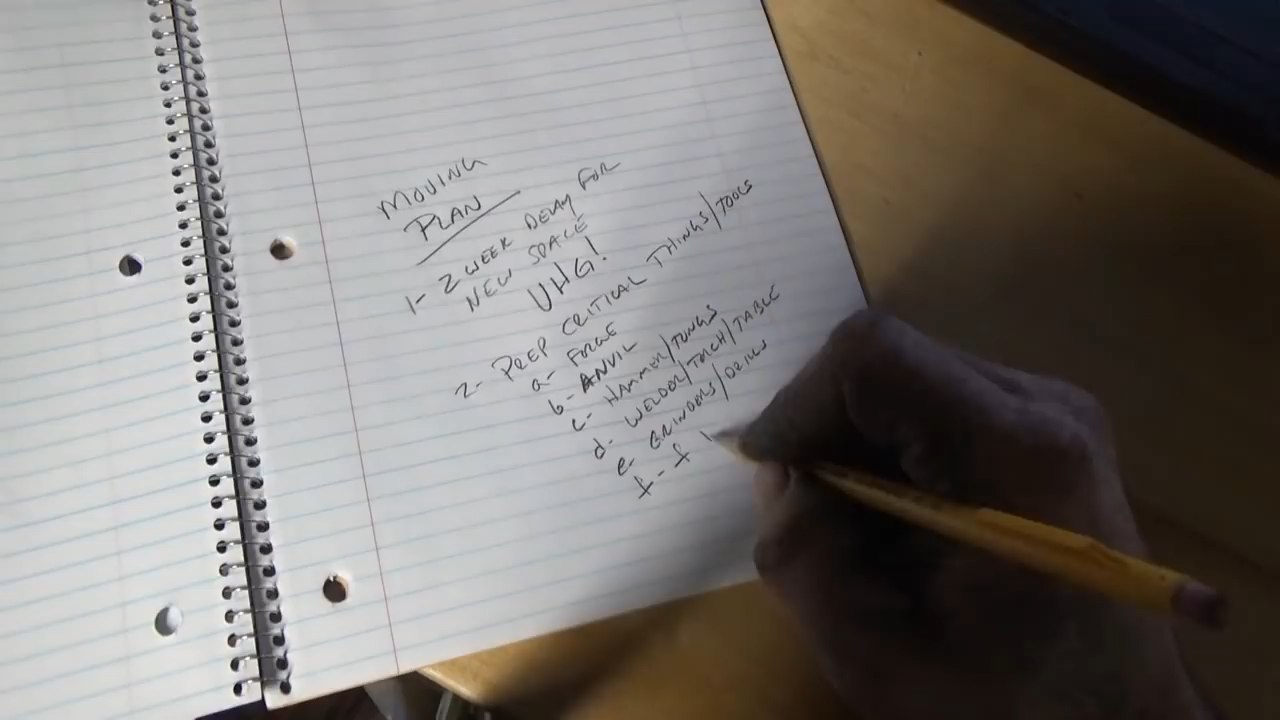 MOVING
PLAN
1- 2 WEEK DELAY FOR
NEW SPACE
UHG!
2- PREP CRITICAL THINGS/TOOLS
a- FORGE
b- ANVIL
c- HAMMER/TONGS
d- WELDER/TORCH/TABLE
e- GRINDERS/DRILLS
f-